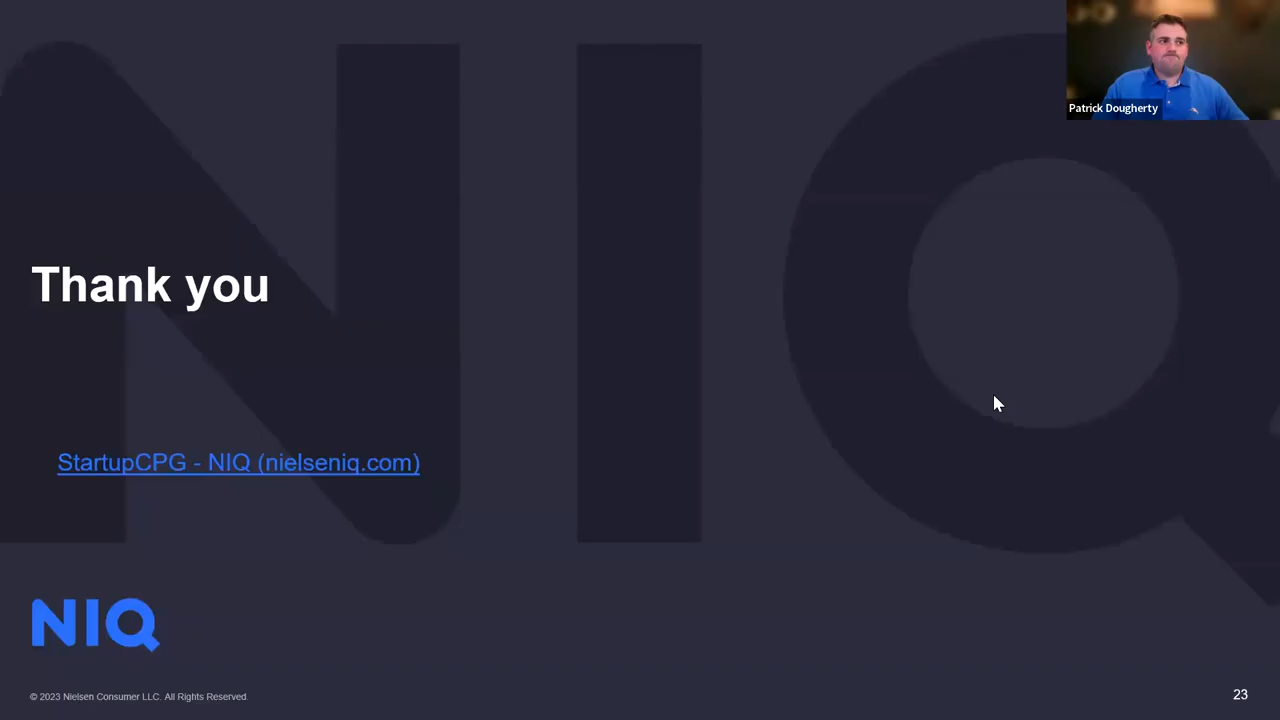 Patrick Dougherty
Thank you
StartupCPG - NIQ (nielseniq.com)
NIQ
© 2023 Nielsen Consumer LLC. All Rights Reserved.
23